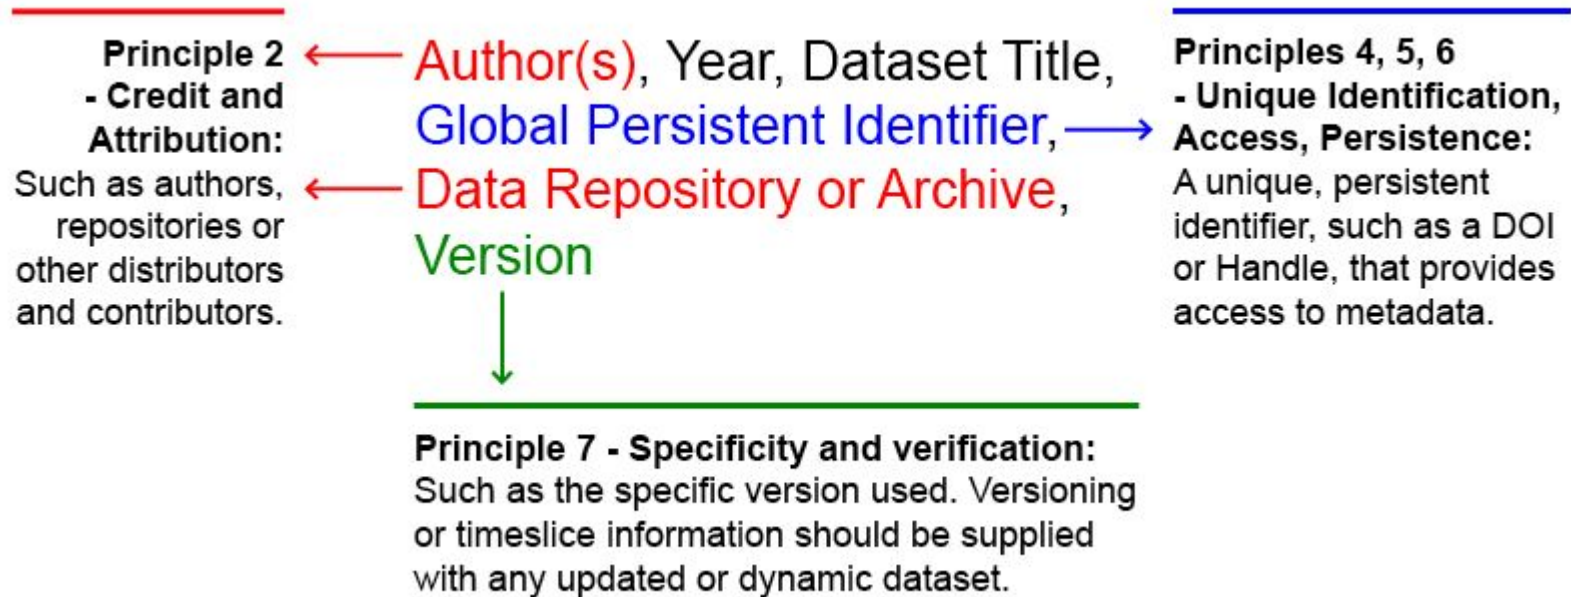 Principle 2
- Credit and
Attribution:
Such as authors,
repositories or
other distributors
and contributors.
Author(s), Year, Dataset Title,
Global Persistent Identifier,
Data Repository or Archive,
Version
Principles 4, 5, 6
- Unique Identification,
Access, Persistence:
A unique, persistent
identifier, such as a DOI
or Handle, that provides
access to metadata.
Principle 7 - Specificity and verification:
Such as the specific version used. Versioning
or timeslice information should be supplied
with any updated or dynamic dataset.